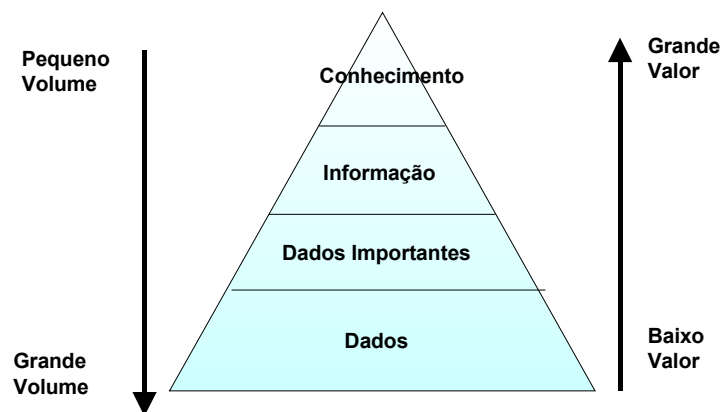 Pequeno
Volume
Grande
Valor
Conhecimento
Informação
Dados Importantes
Dados
Grande
Volume
Baixo
Valor